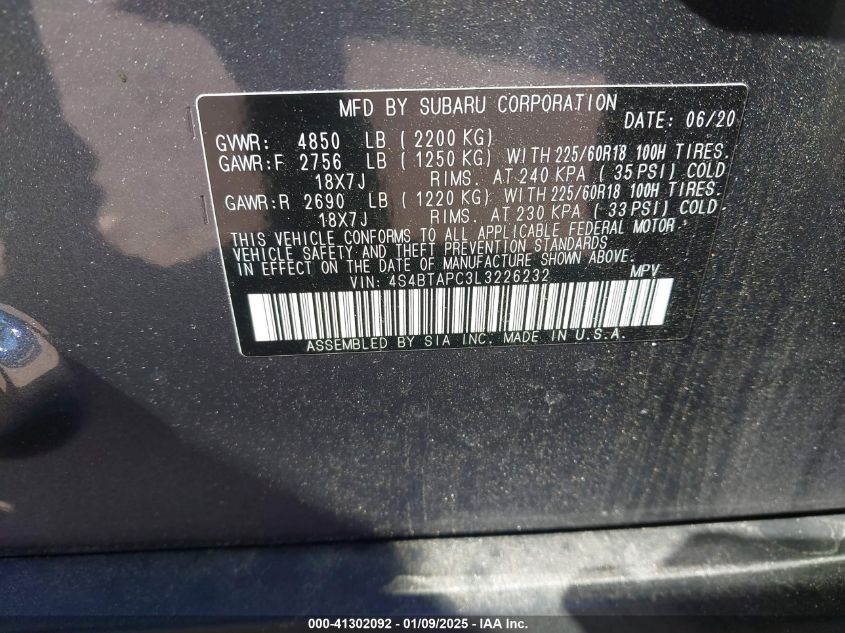 MFD BY SUBARU CORPORATION
DATE: 06/20
GVWR: 4850 LB ( 2200 KG)
GAWR:F 2756 LB ( 1250 KG) WITH 225/60R18 100H TIRES.
18X7J RIMS. AT 240 KPA ( 35 PSI) COLD
GAWR:R 2690 LB ( 1220 KG) WITH 225/60R18 100H TIRES.
18X7J RIMS. AT 230 KPA ( 33 PSI) COLD
THIS VEHICLE CONFORMS TO ALL APPLICABLE FEDERAL MOTOR
VEHICLE SAFETY AND THEFT PREVENTION STANDARDS
IN EFFECT ON THE DATE OF MANUFACTURE SHOWN ABOVE.
VIN: 4S4BTAPC3L3226232 MPV
ASSEMBLED BY SIA INC. MADE IN U.S.A.
000-41302092 - 01/09/2025 - IAA Inc.